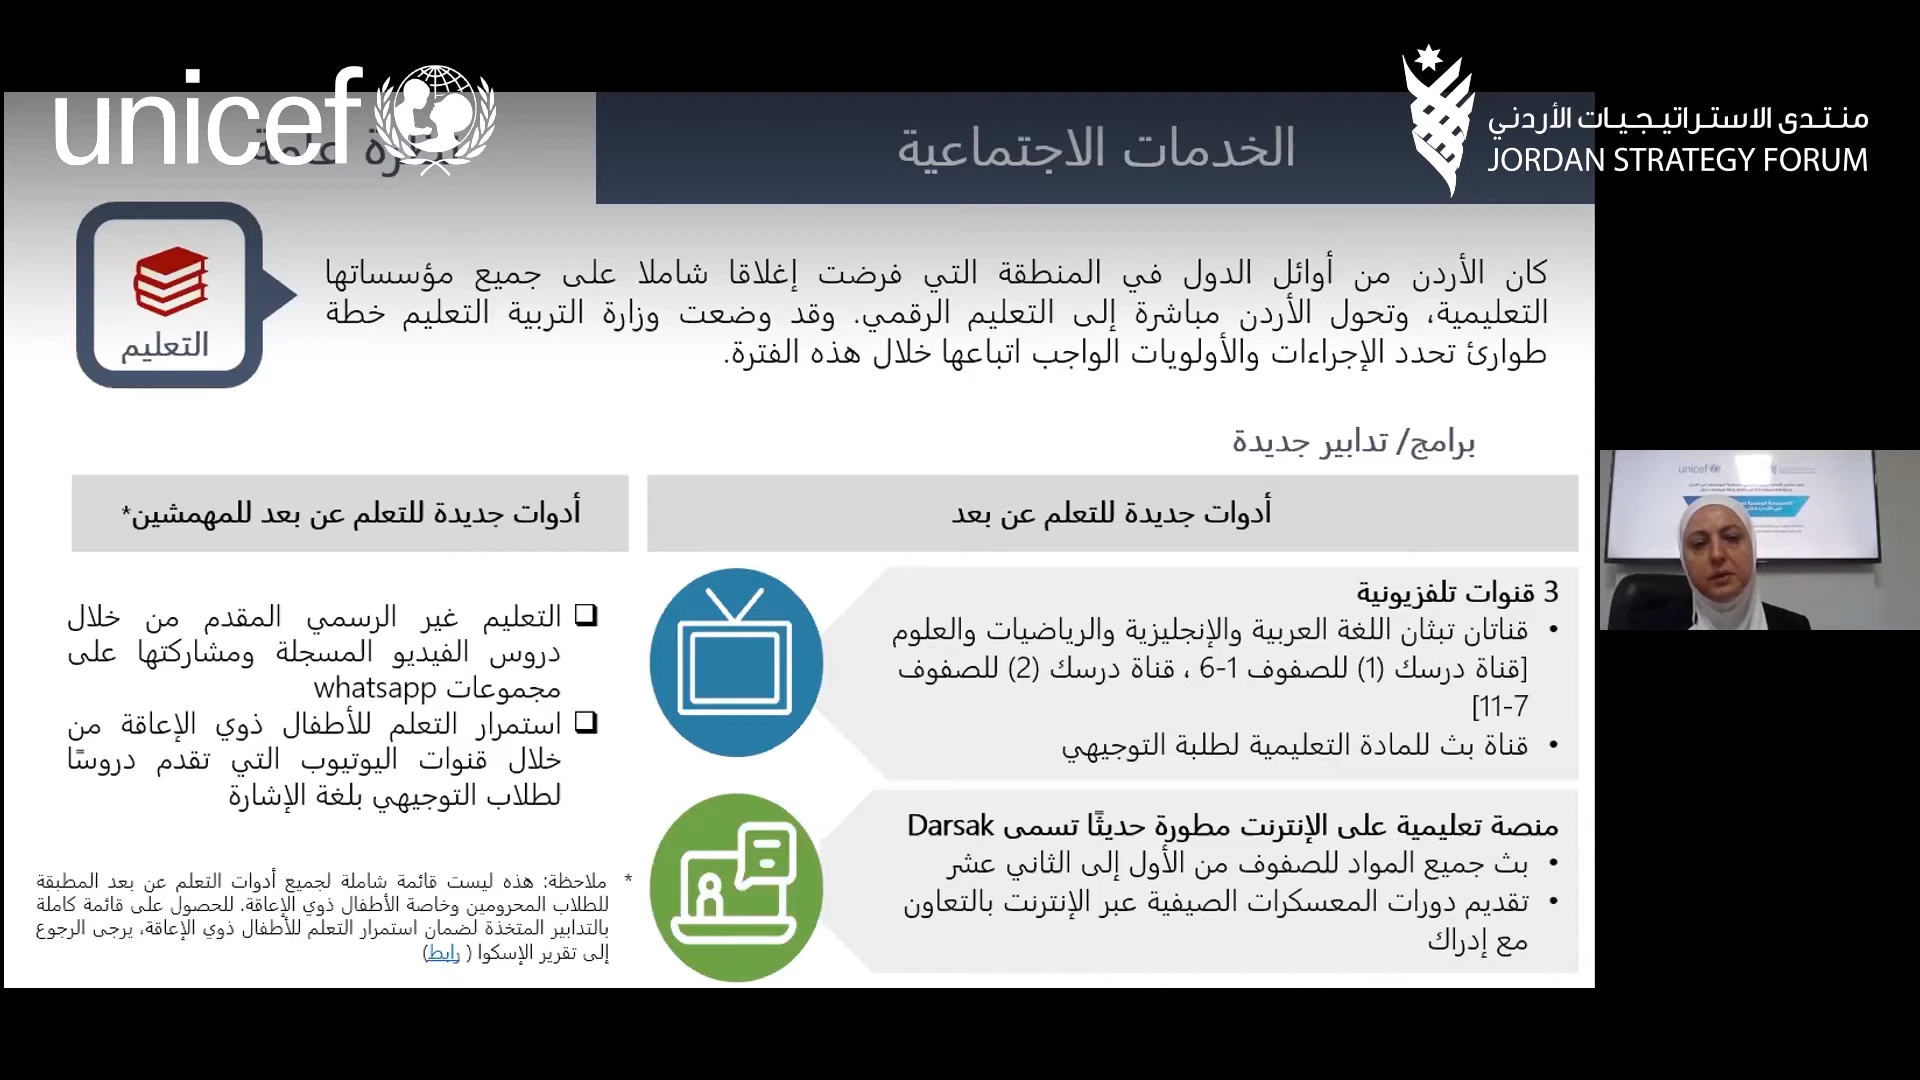 unicef
منتدى الاستراتيجيات الأردني
JORDAN STRATEGY FORUM
الخدمات الاجتماعية
نظرة عامة
التعليم
كان الأردن من أوائل الدول في المنطقة التي فرضت إغلاقا شاملا على جميع مؤسساتها
التعليمية، وتحول الأردن مباشرة إلى التعليم الرقمي. وقد وضعت وزارة التربية التعليم خطة
طوارئ تحدد الإجراءات والأولويات الواجب اتباعها خلال هذه الفترة.
برامج/ تدابير جديدة
أدوات جديدة للتعلم عن بعد
3 قنوات تلفزيونية
• قناتان تبثان اللغة العربية والإنجليزية والرياضيات والعلوم
[قناة درسك (1) للصفوف 1-6 ، قناة درسك (2) للصفوف
7-11]
• قناة بث للمادة التعليمية لطلبة التوجيهي
منصة تعليمية على الإنترنت مطورة حديثًا تسمى Darsak
• بث جميع المواد للصفوف من الأول إلى الثاني عشر
• تقديم دورات المعسكرات الصيفية عبر الإنترنت بالتعاون
مع إدراك
أدوات جديدة للتعلم عن بعد للمهمشين*
❑ التعليم غير الرسمي المقدم من خلال
دروس الفيديو المسجلة ومشاركتها على
مجموعات whatsapp
❑ استمرار التعلم للأطفال ذوي الإعاقة من
خلال قنوات اليوتيوب التي تقدم دروسًا
لطلاب التوجيهي بلغة الإشارة
* ملاحظة: هذه ليست قائمة شاملة لجميع أدوات التعلم عن بعد المطبقة
للطلاب المحرومين وخاصة الأطفال ذوي الإعاقة. للحصول على قائمة كاملة
بالتدابير المتخذة لضمان استمرار التعلم للأطفال ذوي الإعاقة، يرجى الرجوع
إلى تقرير الإسكوا ( رابط)
unicef